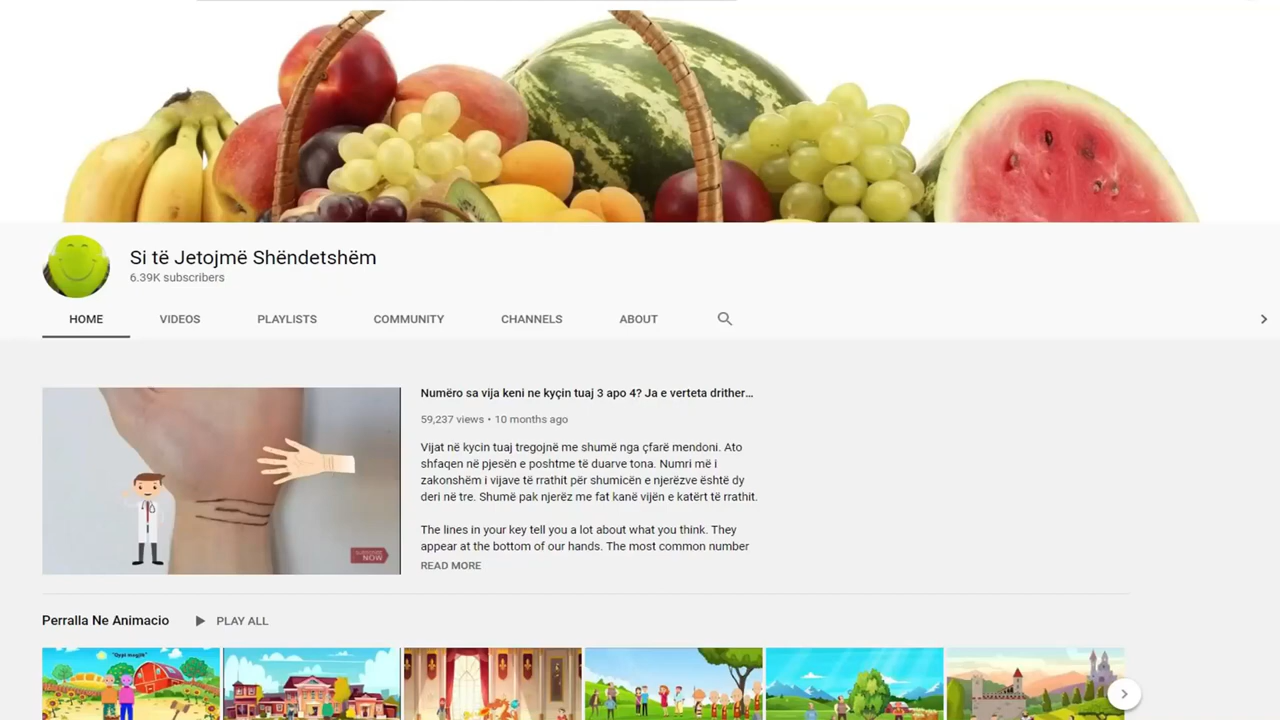 Si të Jetojmë Shëndetshëm
6.39K subscribers
HOME VIDEOS PLAYLISTS COMMUNITY CHANNELS ABOUT
Numëro sa vija keni ne kyçin tuaj 3 apo 4? Ja e verteta drither…
59,237 views • 10 months ago
Vijat në kycin tuaj tregojnë me shumë nga çfarë mendoni. Ato
shfaqen në pjesën e poshtme të duarve tona. Numri më i
zakonshëm i vijave të rrathit për shumicën e njerëzve është dy
deri në tre. Shumë pak njerëz me fat kanë vijën e katërt të rrathit.
The lines in your key tell you a lot about what you think. They
appear at the bottom of our hands. The most common number
READ MORE
SUBSCRIBE
NOW
Perralla Ne Animacio PLAY ALL
"Qypi magjik"